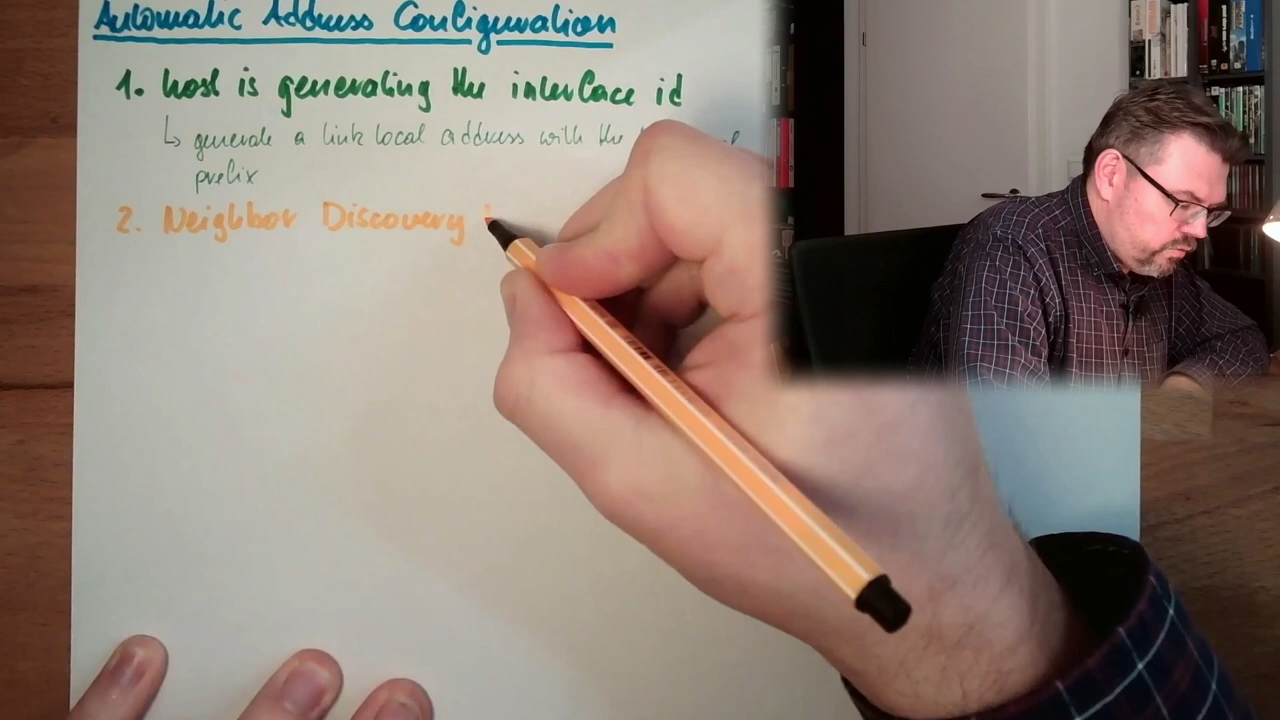 Automatic Address Configuration
1. host is generating the interface id
↳ generate a link local address with the
prefix
2. Neighbor Discovery